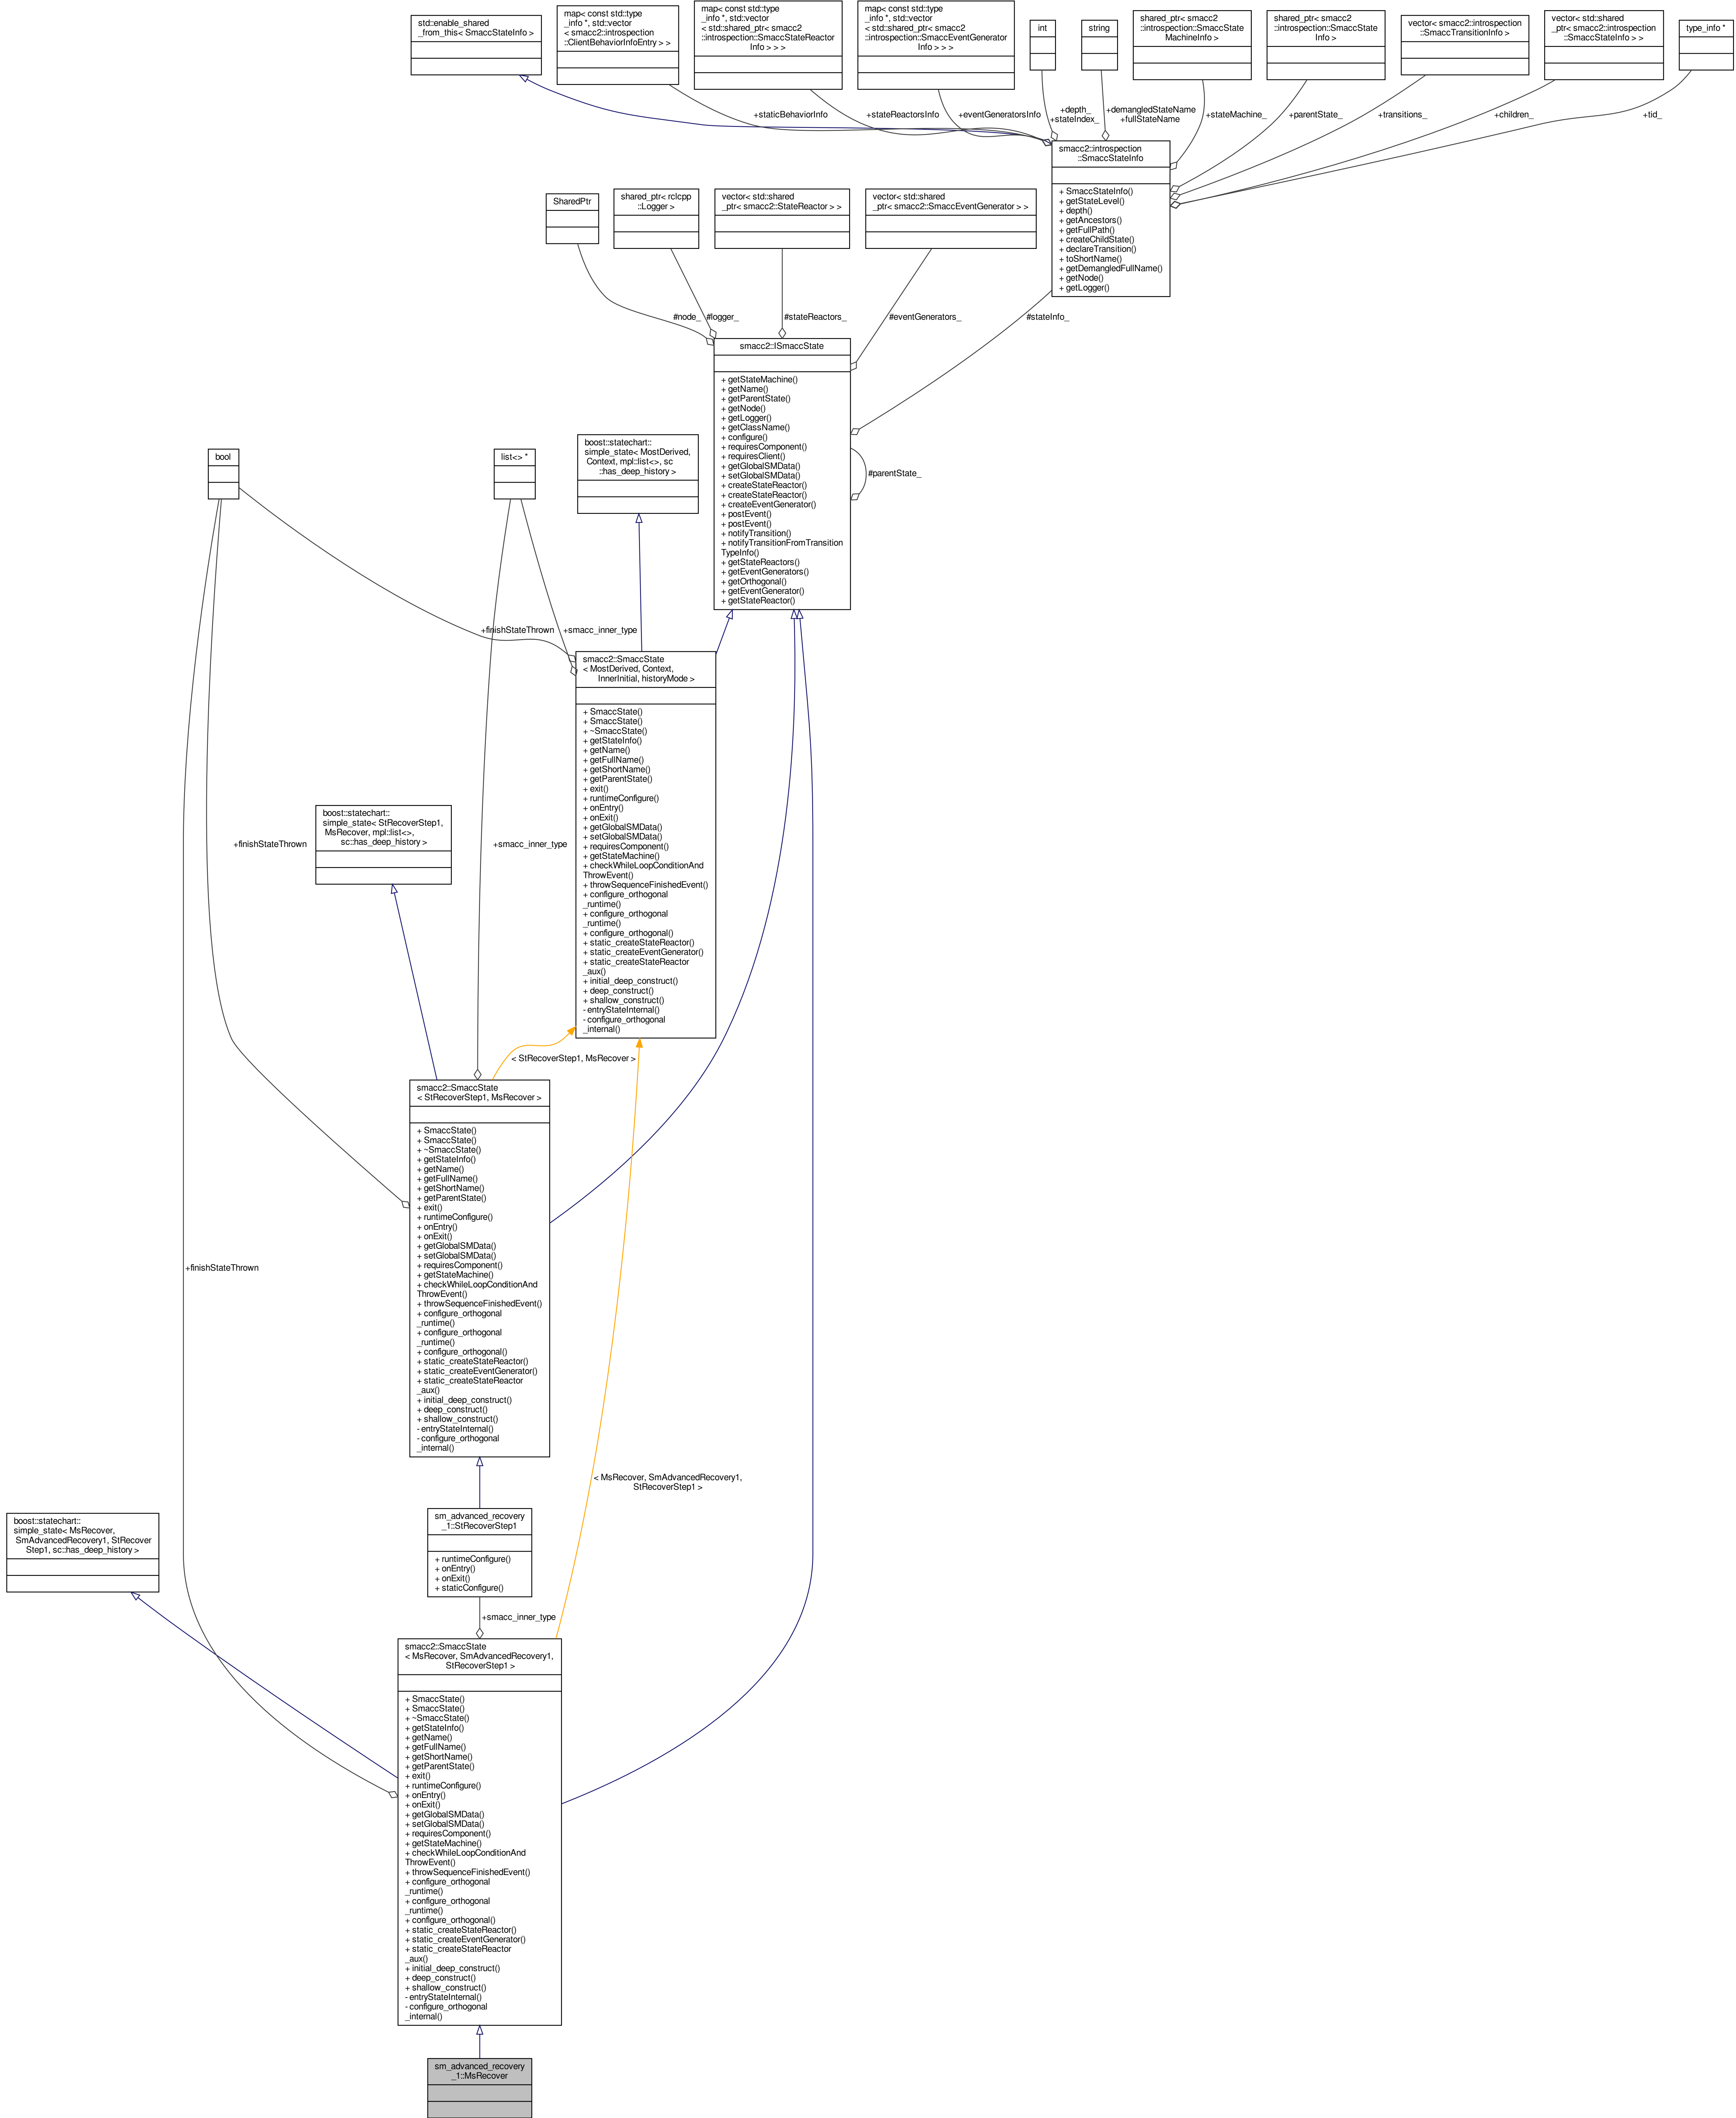 std::enable_shared
_from_this< SmaccStateInfo >
map< const std::type
_info *, std::vector
< smacc2::introspection
::ClientBehaviorInfoEntry > >
map< const std::type
_info *, std::vector
< std::shared_ptr< smacc2
::introspection::SmaccStateReactor
Info > > >
map< const std::type
_info *, std::vector
< std::shared_ptr< smacc2
::introspection::SmaccEventGenerator
Info > > >
int
string
shared_ptr< smacc2
::introspection::SmaccState
MachineInfo >
shared_ptr< smacc2
::introspection::SmaccState
Info >
vector< smacc2::introspection
::SmaccTransitionInfo >
vector< std::shared
_ptr< smacc2::introspection
::SmaccStateInfo > >
type_info *
+staticBehaviorInfo
+stateReactorsInfo
+eventGeneratorsInfo
+depth_
+stateIndex_
+demangledStateName
+fullStateName
+stateMachine_
+parentState_
+transitions_
+children_
+tid_
smacc2::introspection
::SmaccStateInfo
+ SmaccStateInfo()
+ getStateLevel()
+ depth()
+ getAncestors()
+ getFullPath()
+ createChildState()
+ declareTransition()
+ toShortName()
+ getDemangledFullName()
+ getNode()
+ getLogger()
SharedPtr
shared_ptr< rclcpp
::Logger >
vector< std::shared
_ptr< smacc2::StateReactor > >
vector< std::shared
_ptr< smacc2::SmaccEventGenerator > >
#node_
#logger_
#stateReactors_
#eventGenerators_
#stateInfo_
smacc2::ISmaccState
+ getStateMachine()
+ getName()
+ getParentState()
+ getNode()
+ getLogger()
+ getClassName()
+ configure()
+ requiresComponent()
+ requiresClient()
+ getGlobalSMData()
+ setGlobalSMData()
+ createStateReactor()
+ createStateReactor()
+ createEventGenerator()
+ postEvent()
+ postEvent()
+ notifyTransition()
+ notifyTransitionFromTransition
TypeInfo()
+ getStateReactors()
+ getEventGenerators()
+ getOrthogonal()
+ getEventGenerator()
+ getStateReactor()
#parentState_
bool
list<> *
boost::statechart::
simple_state< MostDerived,
Context, mpl::list<>, sc
::has_deep_history >
+finishStateThrown
+smacc_inner_type
smacc2::SmaccState
< MostDerived, Context,
InnerInitial, historyMode >
+ SmaccState()
+ SmaccState()
+ ~SmaccState()
+ getStateInfo()
+ getName()
+ getFullName()
+ getShortName()
+ getParentState()
+ exit()
+ runtimeConfigure()
+ onEntry()
+ onExit()
+ getGlobalSMData()
+ setGlobalSMData()
+ requiresComponent()
+ getStateMachine()
+ checkWhileLoopConditionAnd
ThrowEvent()
+ throwSequenceFinishedEvent()
+ configure_orthogonal
_runtime()
+ configure_orthogonal
_runtime()
+ configure_orthogonal()
+ static_createStateReactor()
+ static_createEventGenerator()
+ static_createStateReactor
_aux()
+ initial_deep_construct()
+ deep_construct()
+ shallow_construct()
- entryStateInternal()
- configure_orthogonal
_internal()
boost::statechart::
simple_state< StRecoverStep1,
MsRecover, mpl::list<>,
sc::has_deep_history >
+finishStateThrown
+smacc_inner_type
< StRecoverStep1, MsRecover >
smacc2::SmaccState
< StRecoverStep1, MsRecover >
+ SmaccState()
+ SmaccState()
+ ~SmaccState()
+ getStateInfo()
+ getName()
+ getFullName()
+ getShortName()
+ getParentState()
+ exit()
+ runtimeConfigure()
+ onEntry()
+ onExit()
+ getGlobalSMData()
+ setGlobalSMData()
+ requiresComponent()
+ getStateMachine()
+ checkWhileLoopConditionAnd
ThrowEvent()
+ throwSequenceFinishedEvent()
+ configure_orthogonal
_runtime()
+ configure_orthogonal
_runtime()
+ configure_orthogonal()
+ static_createStateReactor()
+ static_createEventGenerator()
+ static_createStateReactor
_aux()
+ initial_deep_construct()
+ deep_construct()
+ shallow_construct()
- entryStateInternal()
- configure_orthogonal
_internal()
+finishStateThrown
< MsRecover, SmAdvancedRecovery1,
StRecoverStep1 >
boost::statechart::
simple_state< MsRecover,
SmAdvancedRecovery1, StRecover
Step1, sc::has_deep_history >
sm_advanced_recovery
_1::StRecoverStep1
+ runtimeConfigure()
+ onEntry()
+ onExit()
+ staticConfigure()
+smacc_inner_type
smacc2::SmaccState
< MsRecover, SmAdvancedRecovery1,
StRecoverStep1 >
+ SmaccState()
+ SmaccState()
+ ~SmaccState()
+ getStateInfo()
+ getName()
+ getFullName()
+ getShortName()
+ getParentState()
+ exit()
+ runtimeConfigure()
+ onEntry()
+ onExit()
+ getGlobalSMData()
+ setGlobalSMData()
+ requiresComponent()
+ getStateMachine()
+ checkWhileLoopConditionAnd
ThrowEvent()
+ throwSequenceFinishedEvent()
+ configure_orthogonal
_runtime()
+ configure_orthogonal
_runtime()
+ configure_orthogonal()
+ static_createStateReactor()
+ static_createEventGenerator()
+ static_createStateReactor
_aux()
+ initial_deep_construct()
+ deep_construct()
+ shallow_construct()
- entryStateInternal()
- configure_orthogonal
_internal()
sm_advanced_recovery
_1::MsRecover